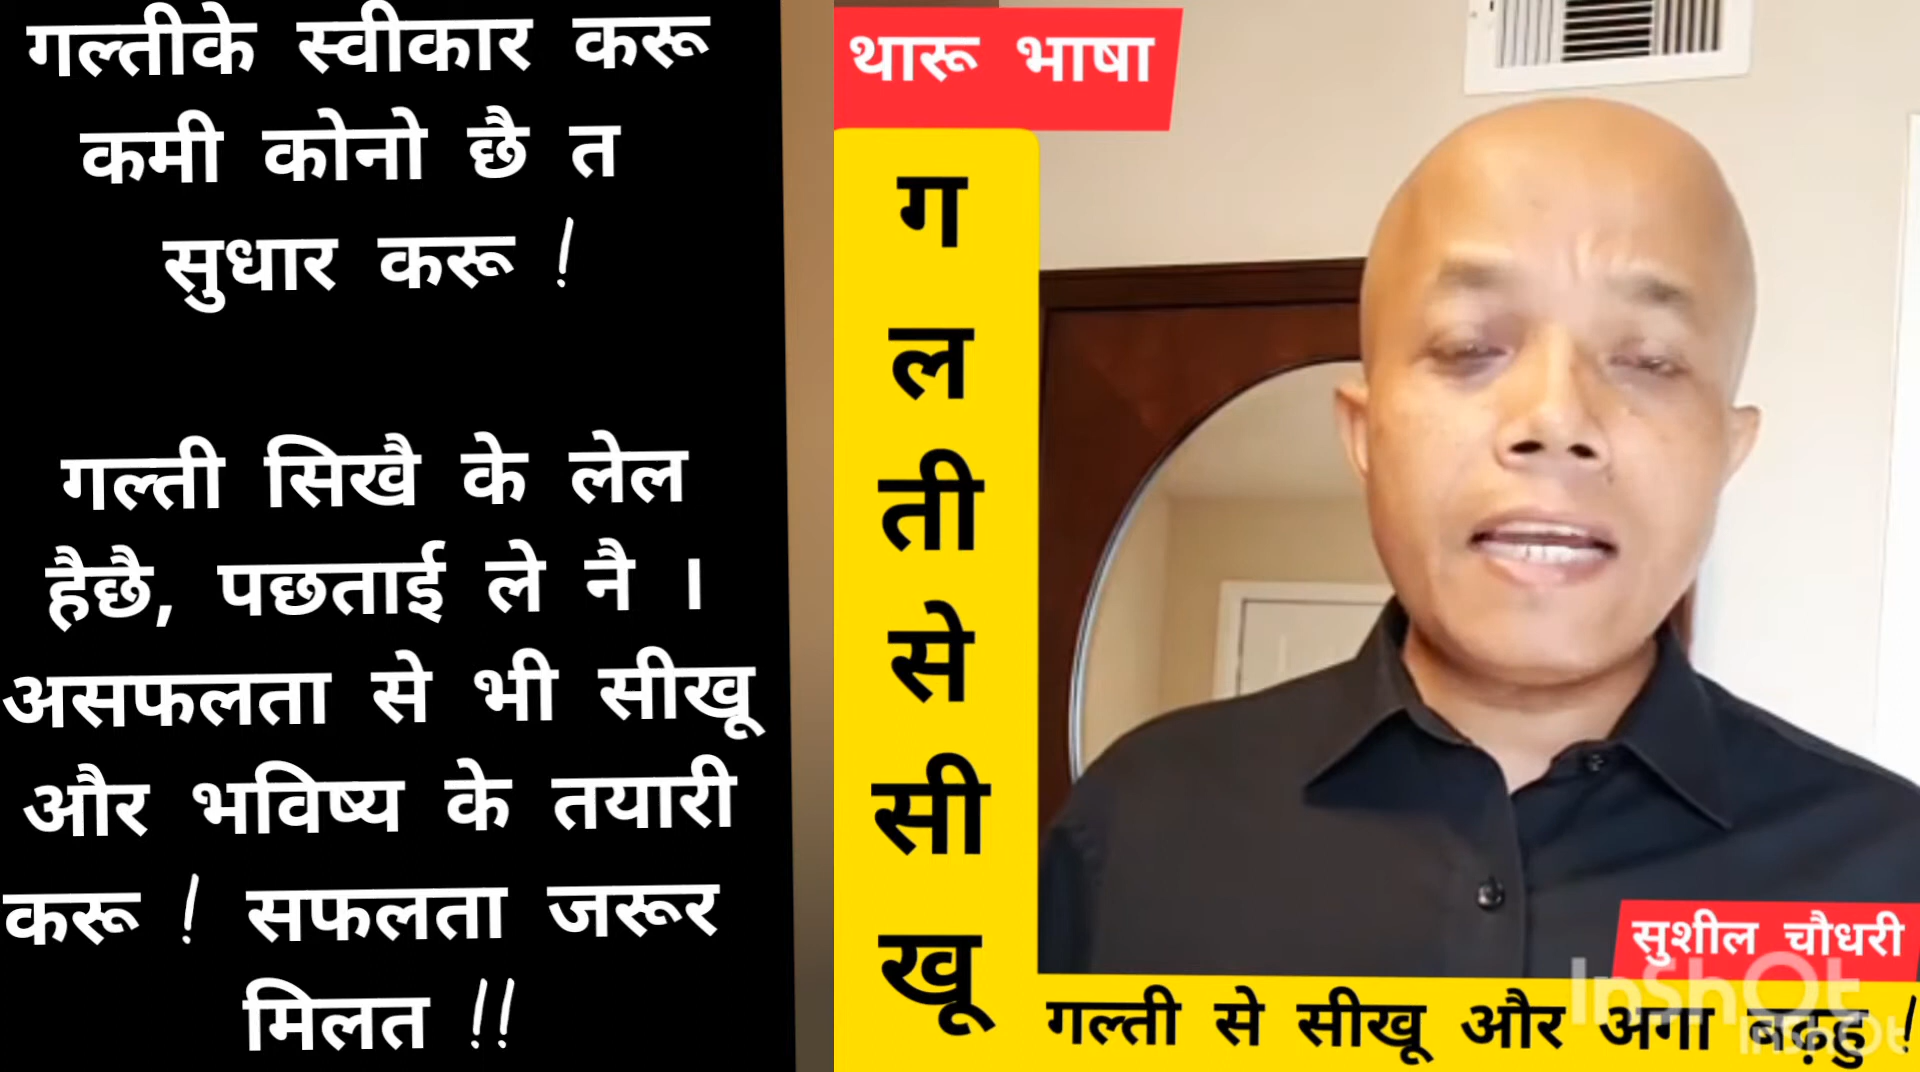 गल्तीके स्वीकार करू
कमी कोनो छै त
सुधार करू !
गल्ती सिखै के लेल
हैछै, पछताई ले नै ।
असफलता से भी सीखू
और भविष्य के तयारी
करू ! सफलता जरूर
मिलत !!
थारू भाषा
ग
ल
ती
से
सी
खू
सुशील चौधरी
गल्ती से सीखू और अगा बढ़हु !
InShOt
InShOt